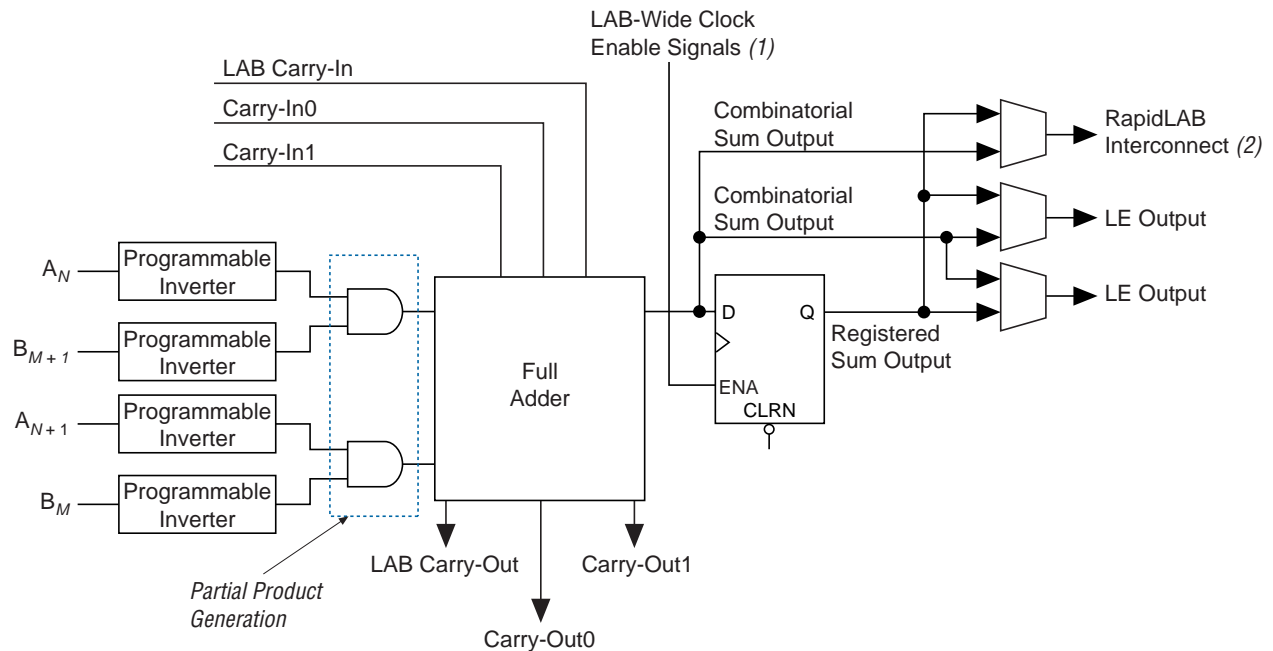 LAB-Wide Clock
Enable Signals (1)
LAB Carry-In
Carry-In0
Carry-In1
Combinatorial
Sum Output
RapidLAB
Interconnect (2)
Combinatorial
Sum Output
LE Output
LE Output
A_N
Programmable
Inverter
B_{M + 1}
Programmable
Inverter
A_{N + 1}
Programmable
Inverter
B_M
Programmable
Inverter
Full
Adder
D
Q
ENA
CLRN
Registered
Sum Output
LAB Carry-Out
Carry-Out1
Carry-Out0
Partial Product
Generation